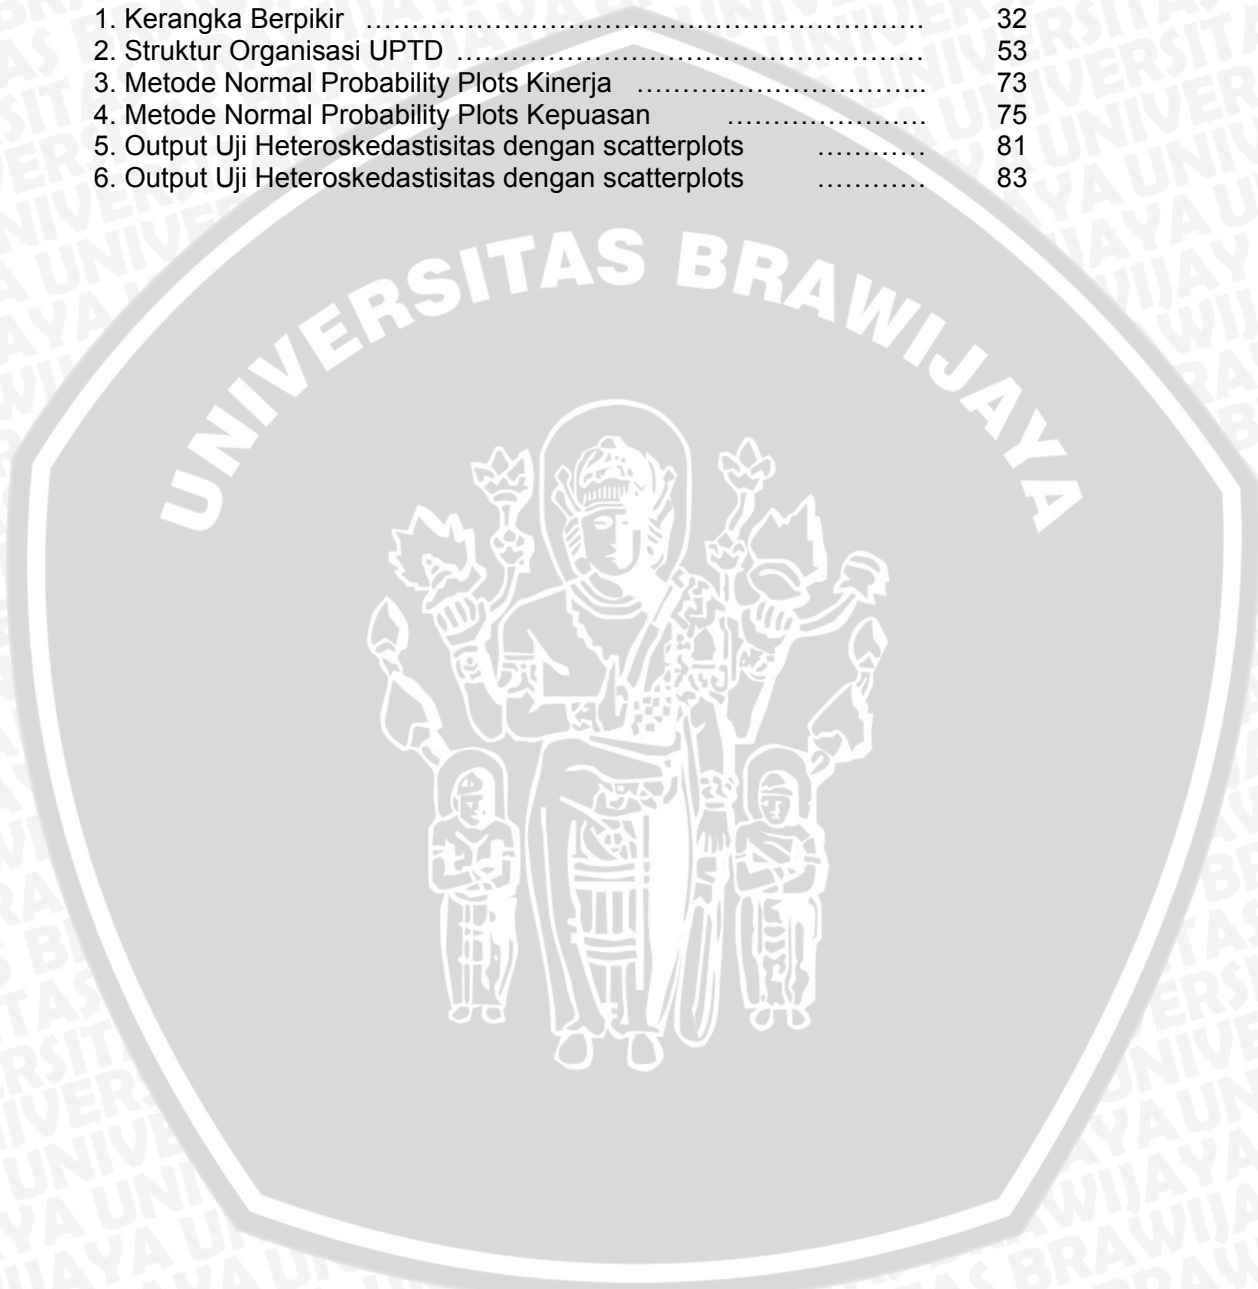 1. Kerangka Berpikir ……………………………………………………. 32
2. Struktur Organisasi UPTD …………………………………………… 53
3. Metode Normal Probability Plots Kinerja ………………………….. 73
4. Metode Normal Probability Plots Kepuasan …………………. 75
5. Output Uji Heteroskedastisitas dengan scatterplots ………… 81
6. Output Uji Heteroskedastisitas dengan scatterplots ………… 83
UNIVERSITAS BRAWIJAYA